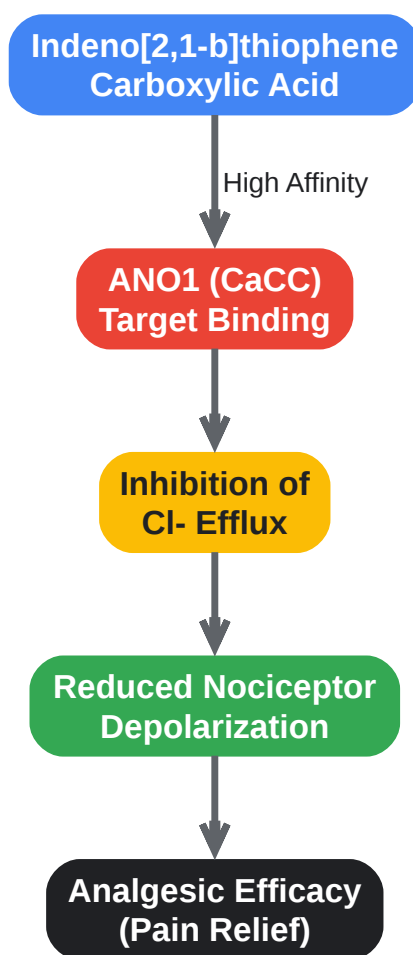 Indeno[2,1-b]thiophene
Carboxylic Acid
High Affinity
ANO1 (CaCC)
Target Binding
Inhibition of
Cl- Efflux
Reduced Nociceptor
Depolarization
Analgesic Efficacy
(Pain Relief)